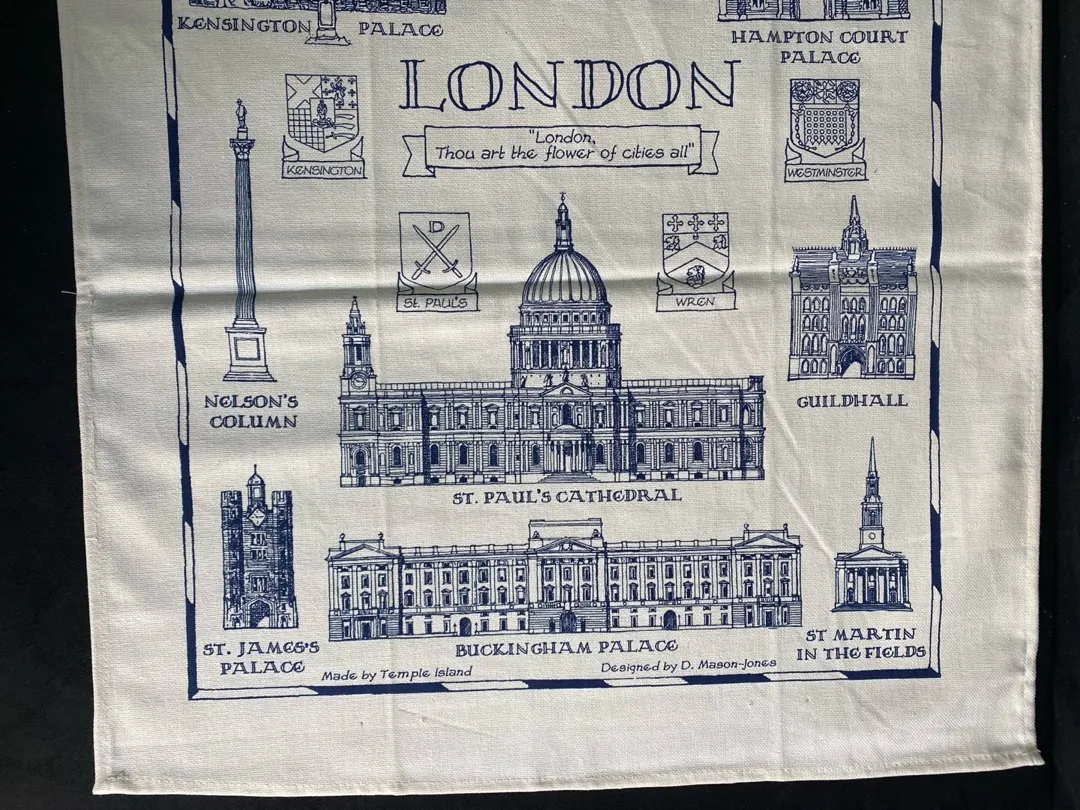 KENSINGTON PALACE
HAMPTON COURT
PALACE
LONDON
"London,
Thou art the flower of cities all"
KENSINGTON
WESTMINSTER
D
St. PAUL'S
WREN
NELSON'S
COLUMN
GUILDHALL
ST. PAUL'S CATHEDRAL
ST. JAMES'S
PALACE
BUCKINGHAM PALACE
ST MARTIN
IN THE FIELDS
Made by Temple Island
Designed by D. Mason-Jones